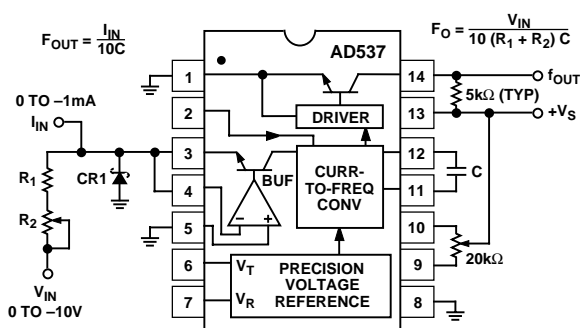 F_OUT = I_IN / 10C
F_O = V_IN / 10 (R_1 + R_2) C
AD537
0 TO –1mA
I_IN
R_1
R_2
CR1
V_IN
0 TO –10V
1
2
3
4
5
6
7
14
13
12
11
10
9
8
DRIVER
BUF
– +
CURR-
TO-FREQ
CONV
V_T
V_R
PRECISION
VOLTAGE
REFERENCE
f_OUT
5kΩ (TYP)
+V_S
C
20kΩ